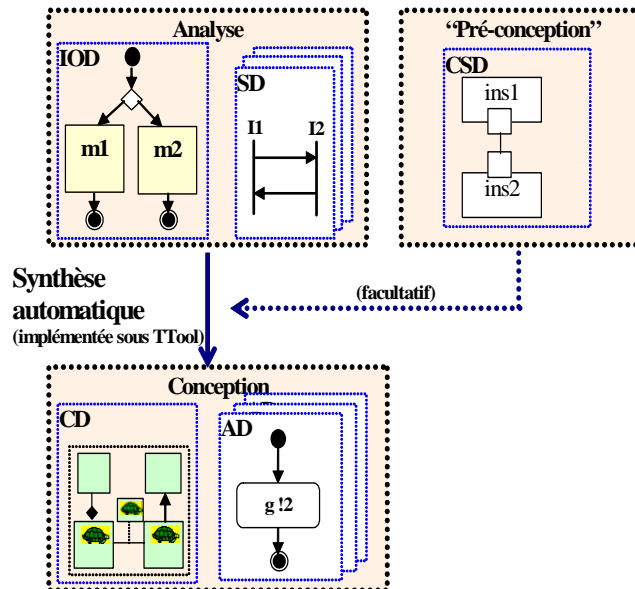 Analyse
IOD
m1
m2
SD
I1
I2
“Pré-conception”
CSD
ins1
ins2
Synthèse
automatique
(implémentée sous TTool)
(facultatif)
Conception
CD
AD
g !2